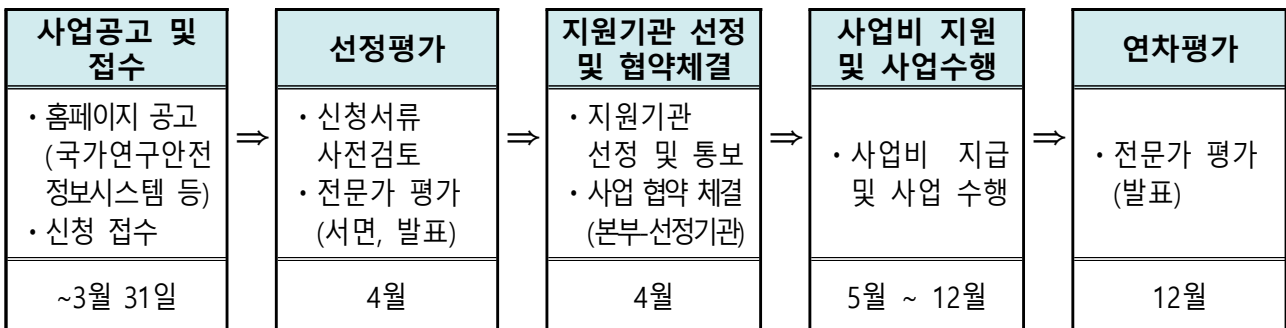 사업공고 및
접수
・홈페이지 공고
(국가연구안전
정보시스템 등)
・신청 접수
~3월 31일
⇒
선정평가
・신청서류
사전검토
・전문가 평가
(서면, 발표)
4월
⇒
지원기관 선정
및 협약체결
・지원기관
선정 및 통보
・사업 협약 체결
(본부-선정기관)
4월
⇒
사업비 지원
및 사업수행
・사업비 지급
및 사업 수행
5월 ~ 12월
⇒
연차평가
・전문가 평가
(발표)
12월